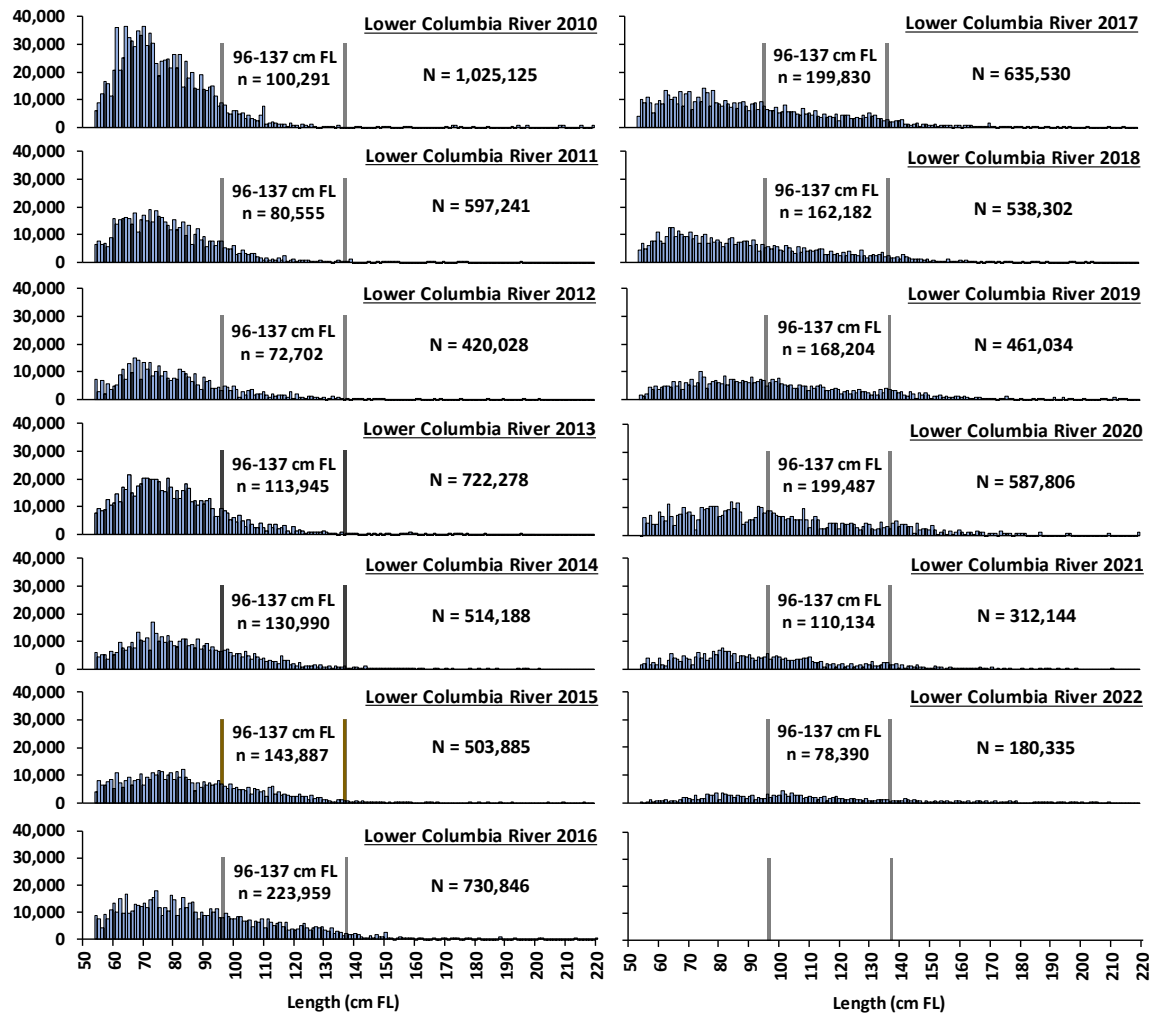 40,000
30,000
20,000
10,000
0
Lower Columbia River 2010
96-137 cm FL
n = 100,291
N = 1,025,125
40,000
30,000
20,000
10,000
0
Lower Columbia River 2011
96-137 cm FL
n = 80,555
N = 597,241
40,000
30,000
20,000
10,000
0
Lower Columbia River 2012
96-137 cm FL
n = 72,702
N = 420,028
40,000
30,000
20,000
10,000
0
Lower Columbia River 2013
96-137 cm FL
n = 113,945
N = 722,278
40,000
30,000
20,000
10,000
0
Lower Columbia River 2014
96-137 cm FL
n = 130,990
N = 514,188
40,000
30,000
20,000
10,000
0
Lower Columbia River 2015
96-137 cm FL
n = 143,887
N = 503,885
40,000
30,000
20,000
10,000
0
Lower Columbia River 2016
96-137 cm FL
n = 223,959
N = 730,846
50 60 70 80 90 100 110 120 130 140 150 160 170 180 190 200 210 220
Length (cm FL)
Lower Columbia River 2017
96-137 cm FL
n = 199,830
N = 635,530
Lower Columbia River 2018
96-137 cm FL
n = 162,182
N = 538,302
Lower Columbia River 2019
96-137 cm FL
n = 168,204
N = 461,034
Lower Columbia River 2020
96-137 cm FL
n = 199,487
N = 587,806
Lower Columbia River 2021
96-137 cm FL
n = 110,134
N = 312,144
Lower Columbia River 2022
96-137 cm FL
n = 78,390
N = 180,335
50 60 70 80 90 100 110 120 130 140 150 160 170 180 190 200 210 220
Length (cm FL)